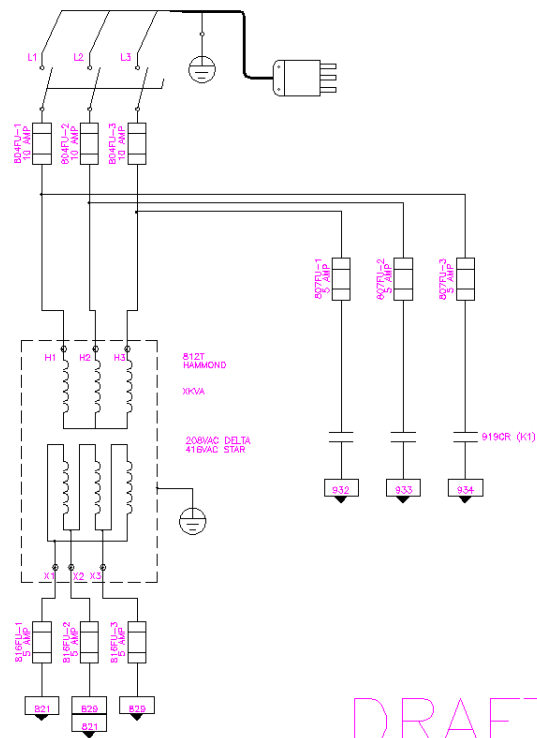 L1 L2 L3
804FU-1
10 AMP
804FU-2
10 AMP
804FU-3
10 AMP
807FU-1
5 AMP
807FU-2
5 AMP
807FU-3
5 AMP
H1 H2 H3
812T
HAMMOND
XKVA
208VAC DELTA
416VAC STAR
919CR (K1)
932 933 934
X1 X2 X3
816FU-1
5 AMP
816FU-2
5 AMP
816FU-3
5 AMP
821 829 829
821
DRAFT